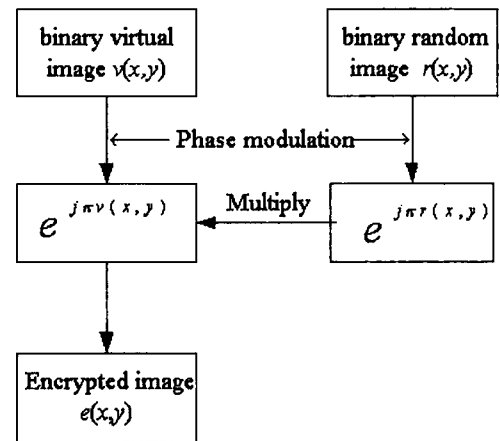 binary virtual
image v(x,y)
binary random
image r(x,y)
Phase modulation
e^{jπv(x,y)}
Multiply
e^{jπr(x,y)}
Encrypted image
e(x,y)